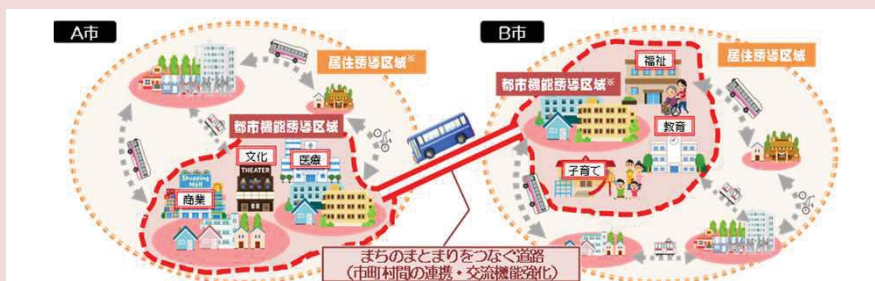 A市
居住誘導区域※
都市機能誘導区域
文化
THEATER
医療
Shopping
Mall
商業
B市
居住誘導区域
都市機能誘導区域※
福祉
教育
子育て
まちのまとまりをつなぐ道路
(市町村間の連携・交流機能強化)